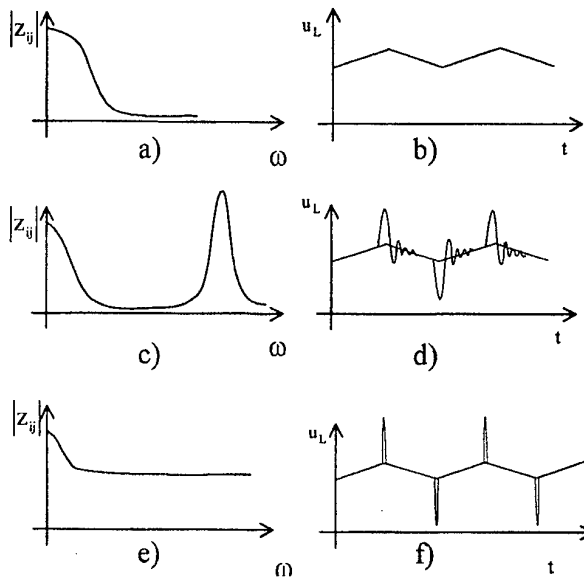 |Z_ij|
ω
a)
u_L
t
b)
|Z_ij|
ω
c)
u_L
t
d)
|Z_ij|
ω
e)
u_L
t
f)